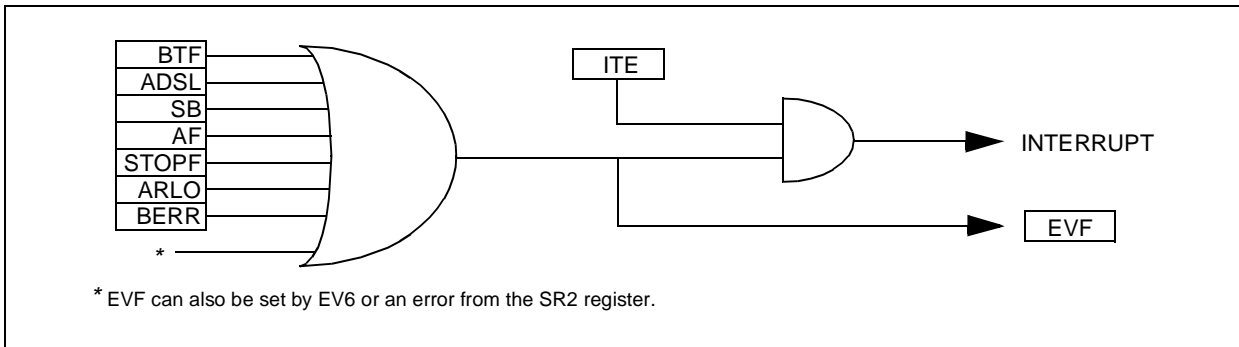 BTF
ADSL
SB
AF
STOPF
ARLO
BERR
*
ITE
INTERRUPT
EVF
* EVF can also be set by EV6 or an error from the SR2 register.